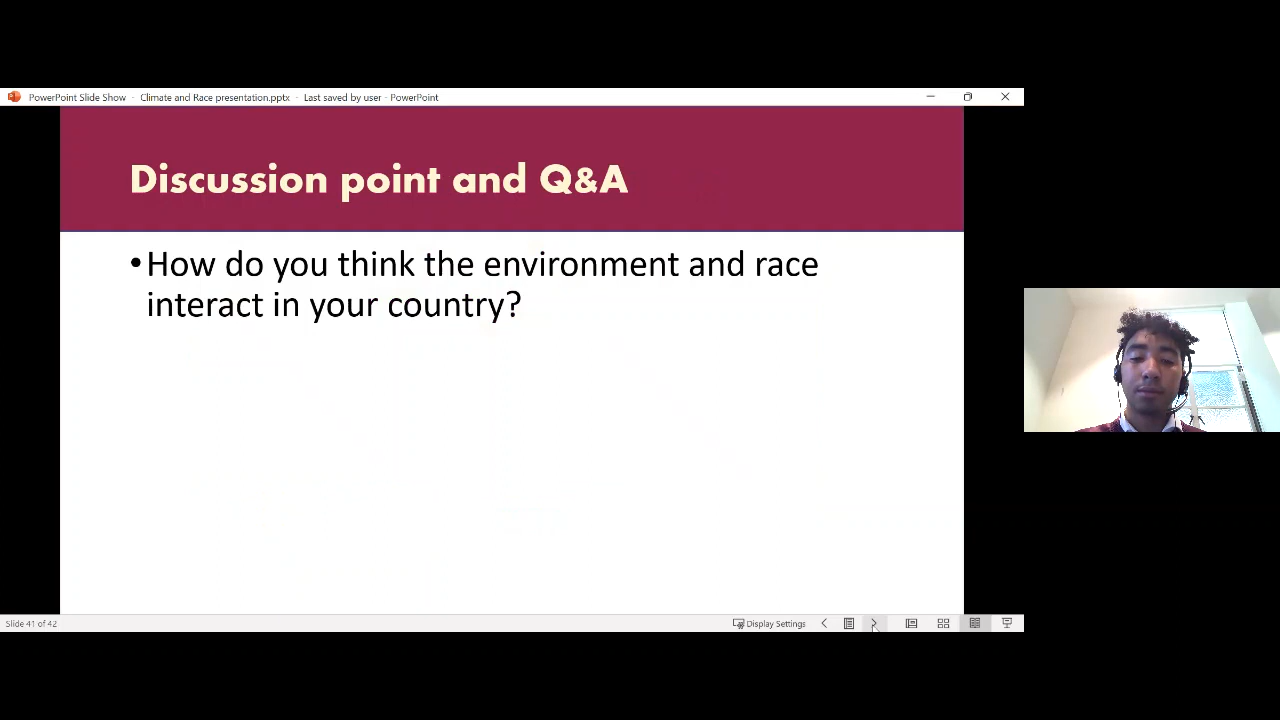 PowerPoint Slide Show - Climate and Race presentation.pptx - Last saved by user - PowerPoint
Discussion point and Q&A
•How do you think the environment and race
interact in your country?
Slide 41 of 42
Display Settings